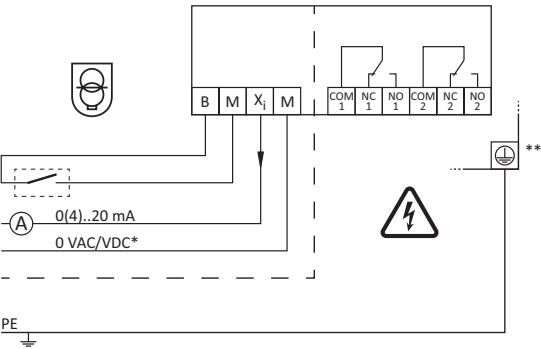 B M Xi M
COM 1 NC 1 NO 1 COM 2 NC 2 NO 2
**
A 0(4)..20 mA
0 VAC/VDC*
PE